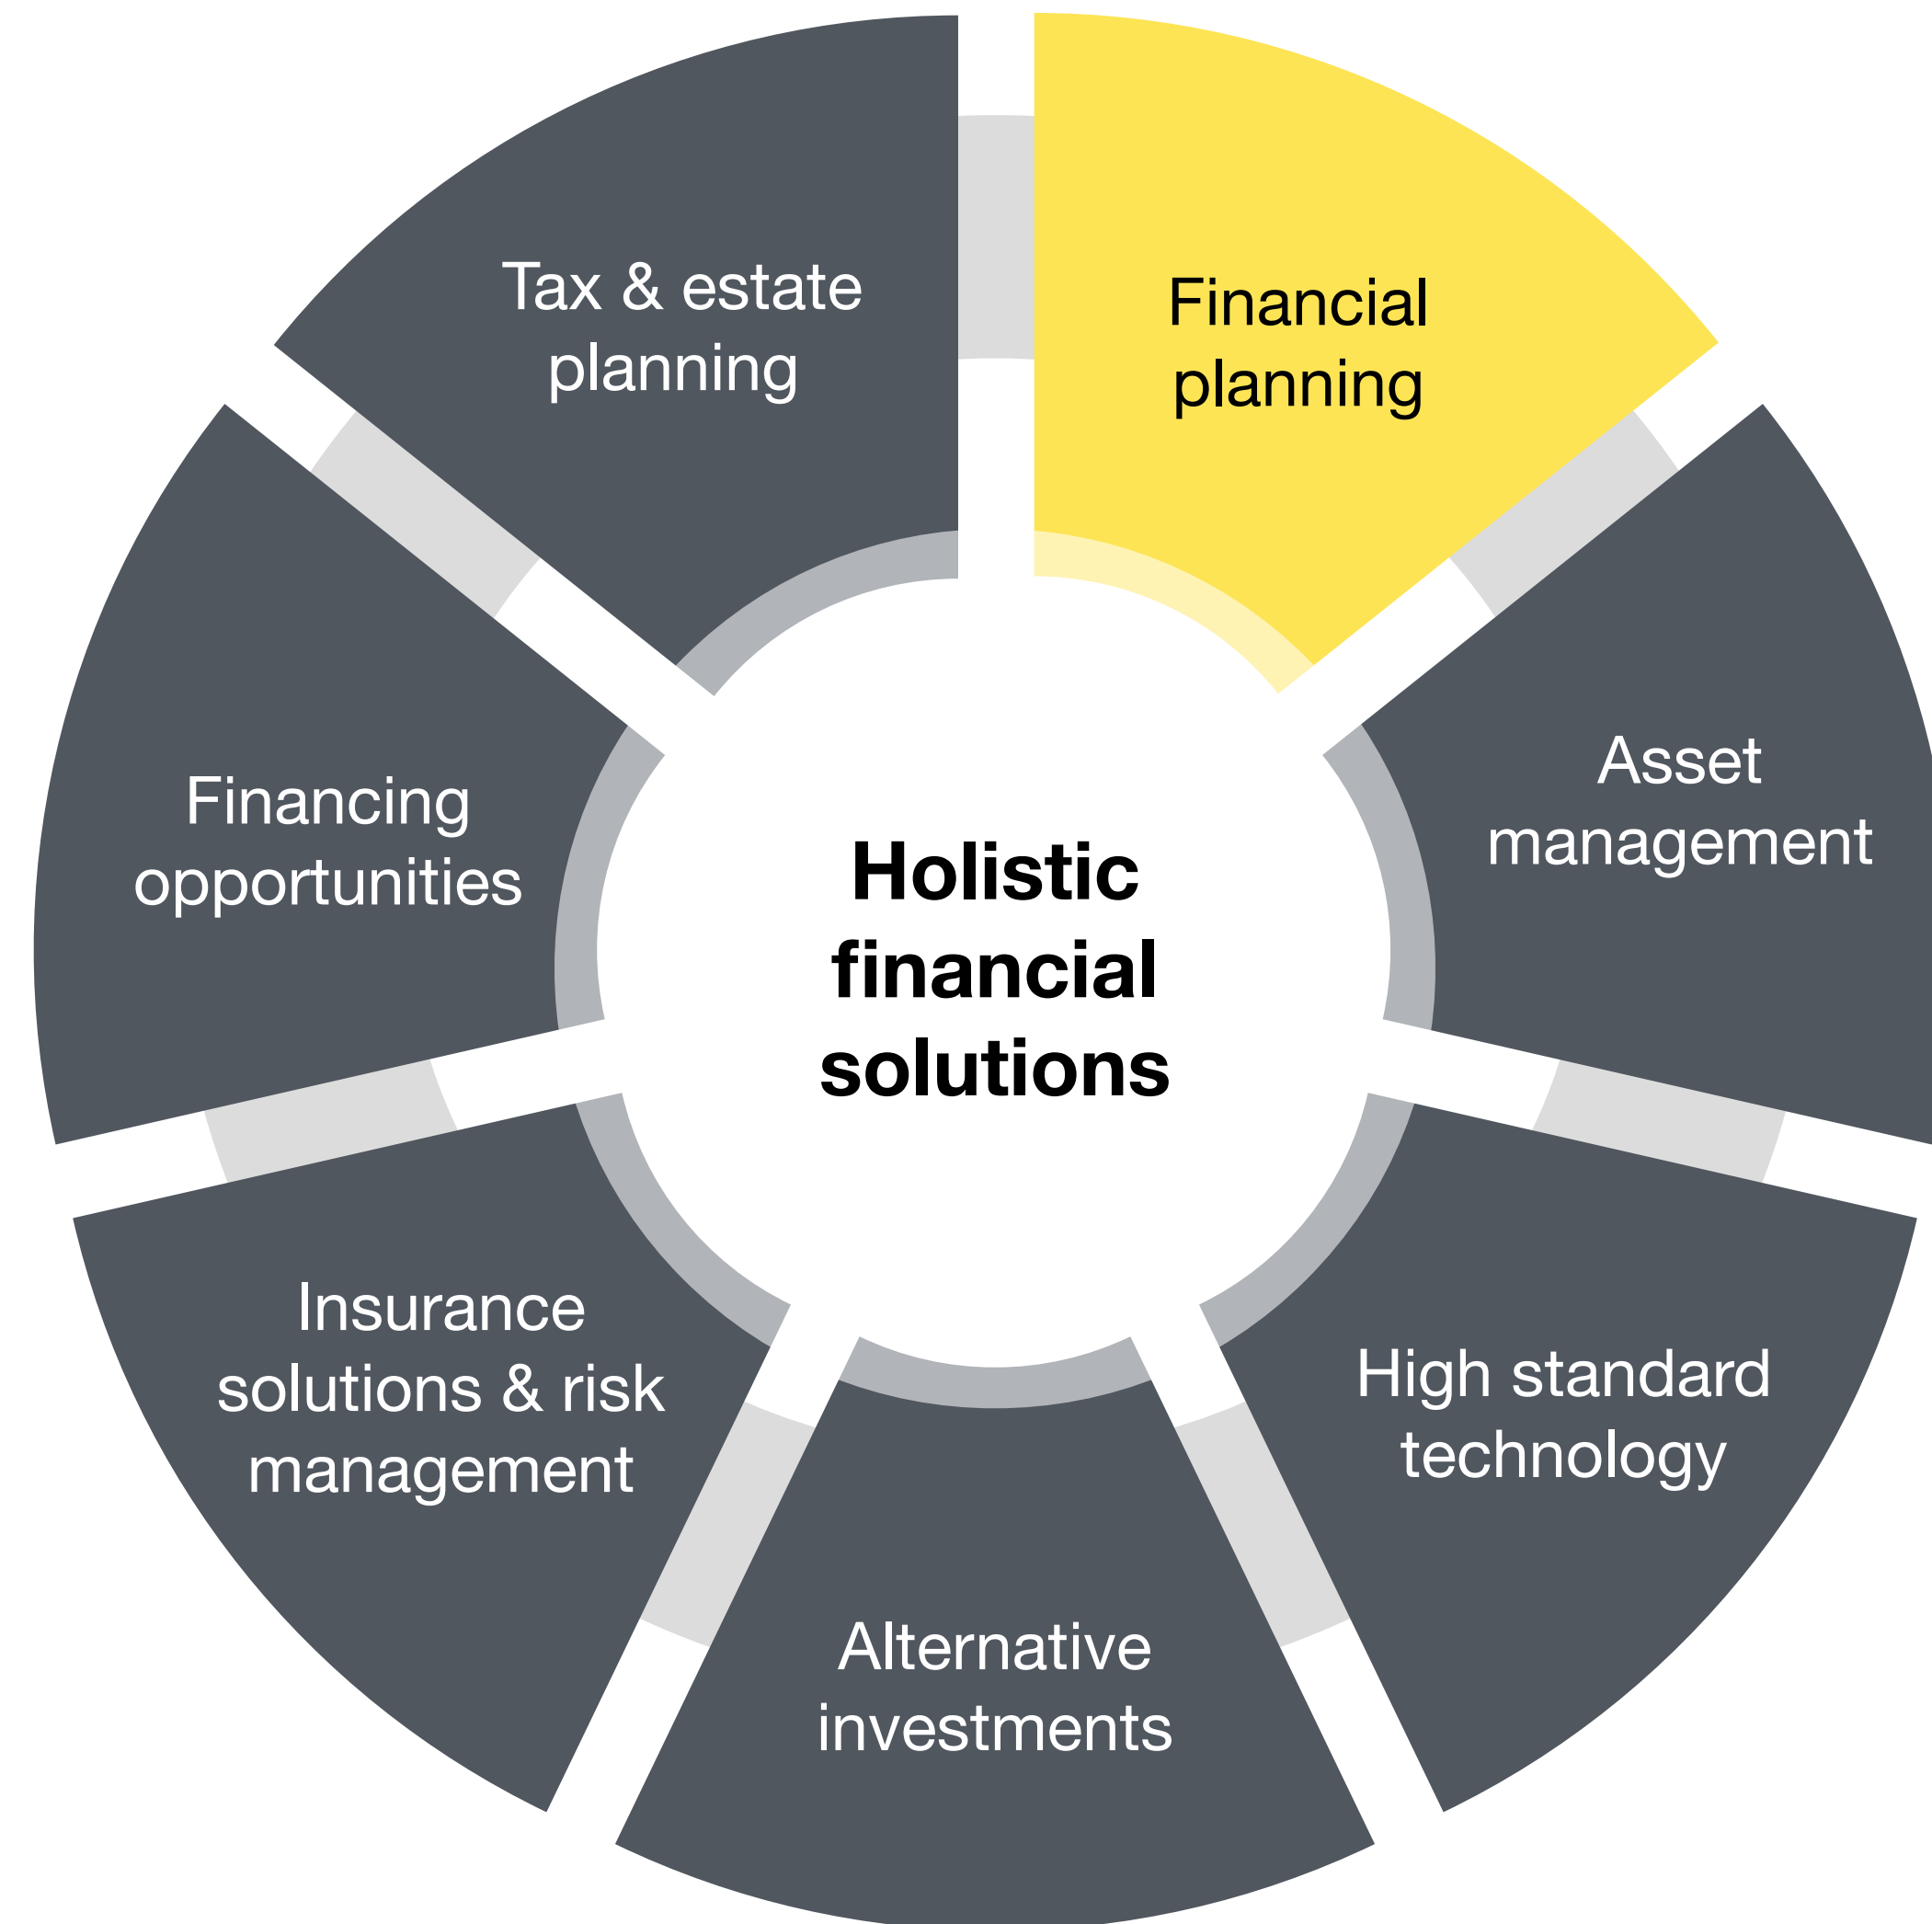 Tax & estate
planning
Financial
planning
Asset
management
High standard
technology
Alternative
investments
Insurance
solutions & risk
management
Financing
opportunities
Holistic
financial
solutions